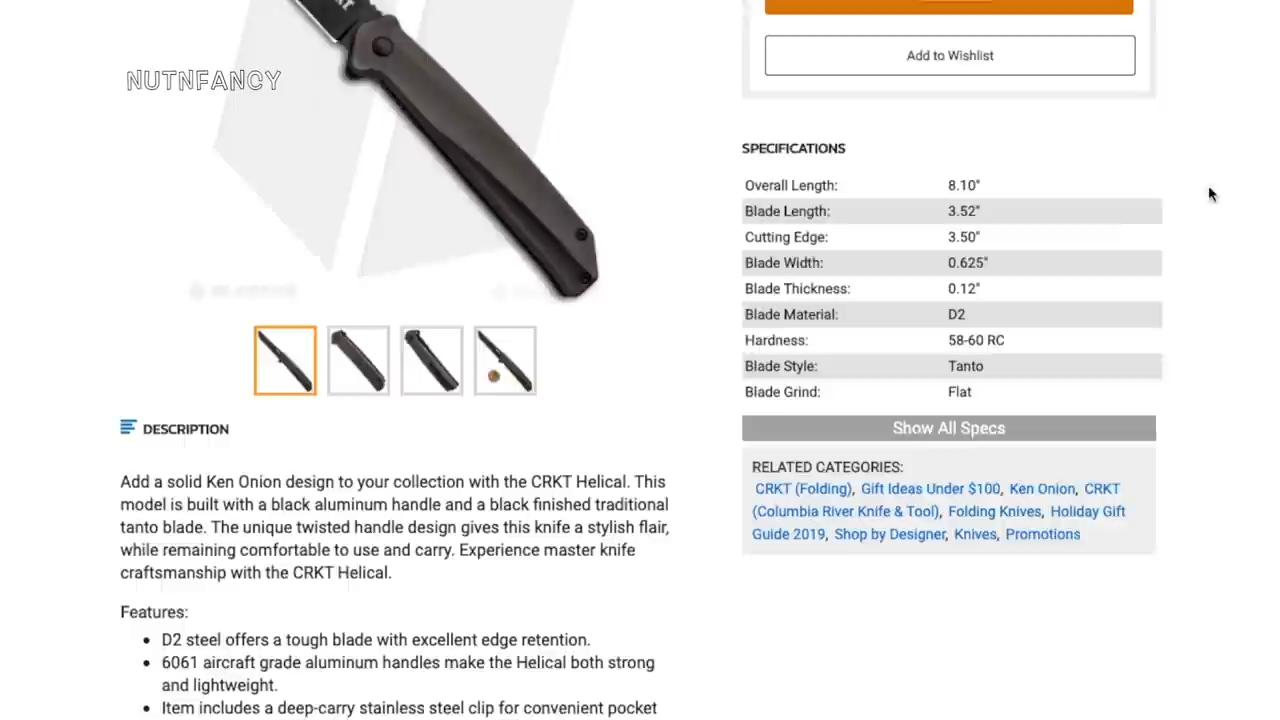 NUTNFANCY
Add to Wishlist
SPECIFICATIONS
Overall Length: 8.10"
Blade Length: 3.52"
Cutting Edge: 3.50"
Blade Width: 0.625"
Blade Thickness: 0.12"
Blade Material: D2
Hardness: 58-60 RC
Blade Style: Tanto
Blade Grind: Flat
Show All Specs
RELATED CATEGORIES:
CRKT (Folding), Gift Ideas Under $100, Ken Onion, CRKT
(Columbia River Knife & Tool), Folding Knives, Holiday Gift
Guide 2019, Shop by Designer, Knives, Promotions
DESCRIPTION
Add a solid Ken Onion design to your collection with the CRKT Helical. This
model is built with a black aluminum handle and a black finished traditional
tanto blade. The unique twisted handle design gives this knife a stylish flair,
while remaining comfortable to use and carry. Experience master knife
craftsmanship with the CRKT Helical.
Features:
• D2 steel offers a tough blade with excellent edge retention.
• 6061 aircraft grade aluminum handles make the Helical both strong
and lightweight.
• Item includes a deep-carry stainless steel clip for convenient pocket